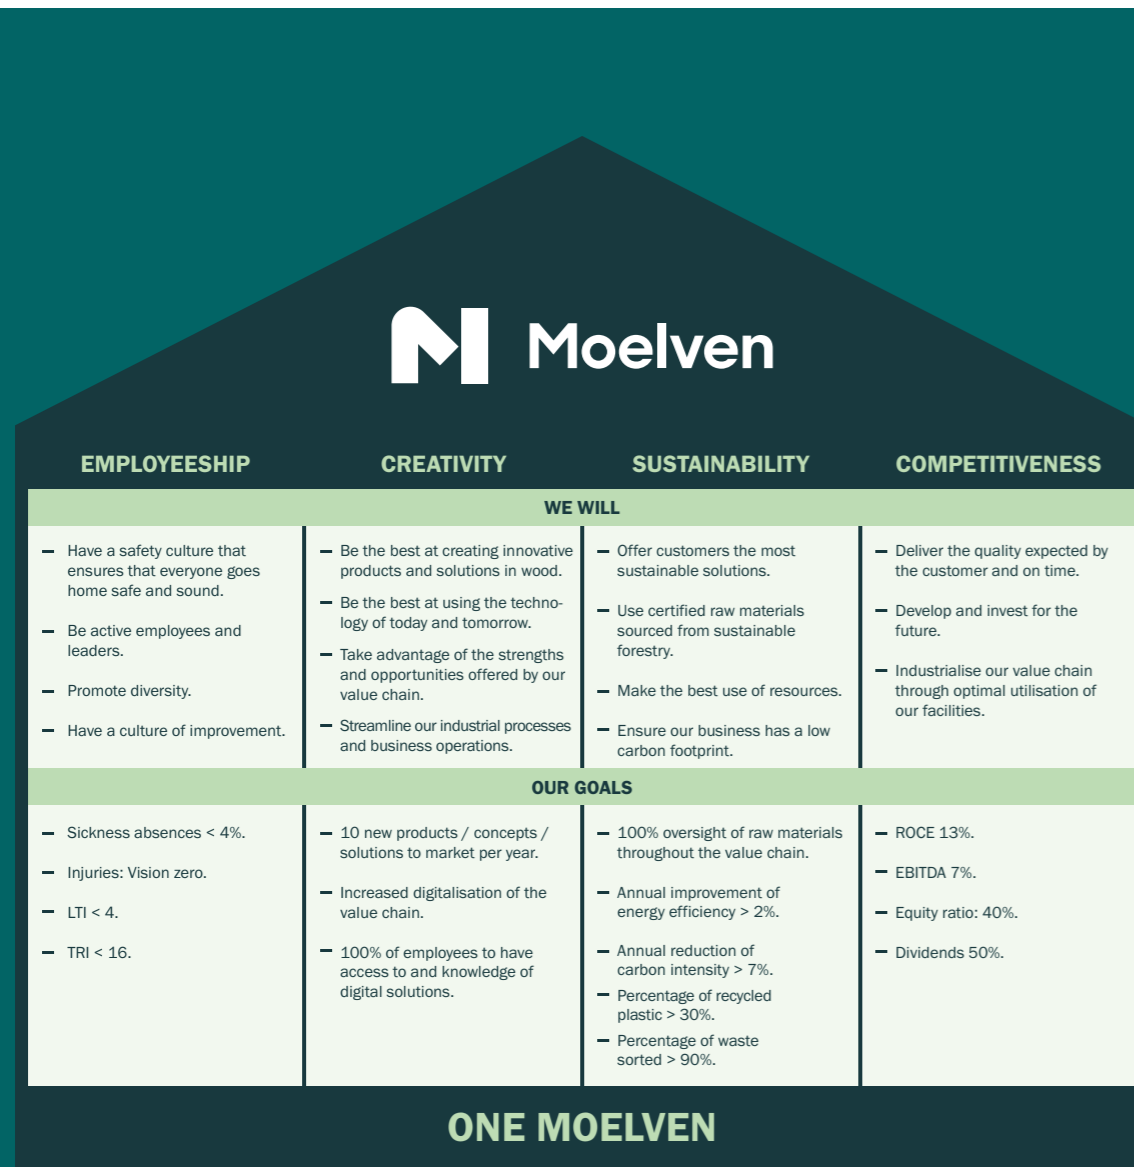 Moelven
EMPLOYEESHIP
CREATIVITY
SUSTAINABILITY
COMPETITIVENESS
WE WILL
– Have a safety culture that
ensures that everyone goes
home safe and sound.
– Be active employees and
leaders.
– Promote diversity.
– Have a culture of improvement.
– Be the best at creating innovative
products and solutions in wood.
– Be the best at using the techno-
logy of today and tomorrow.
– Take advantage of the strengths
and opportunities offered by our
value chain.
– Streamline our industrial processes
and business operations.
– Offer customers the most
sustainable solutions.
– Use certified raw materials
sourced from sustainable
forestry.
– Make the best use of resources.
– Ensure our business has a low
carbon footprint.
– Deliver the quality expected by
the customer and on time.
– Develop and invest for the
future.
– Industrialise our value chain
through optimal utilisation of
our facilities.
OUR GOALS
– Sickness absences < 4%.
– Injuries: Vision zero.
– LTI < 4.
– TRI < 16.
– 10 new products / concepts /
solutions to market per year.
– Increased digitalisation of the
value chain.
– 100% of employees to have
access to and knowledge of
digital solutions.
– 100% oversight of raw materials
throughout the value chain.
– Annual improvement of
energy efficiency > 2%.
– Annual reduction of
carbon intensity > 7%.
– Percentage of recycled
plastic > 30%.
– Percentage of waste
sorted > 90%.
– ROCE 13%.
– EBITDA 7%.
– Equity ratio: 40%.
– Dividends 50%.
ONE MOELVEN